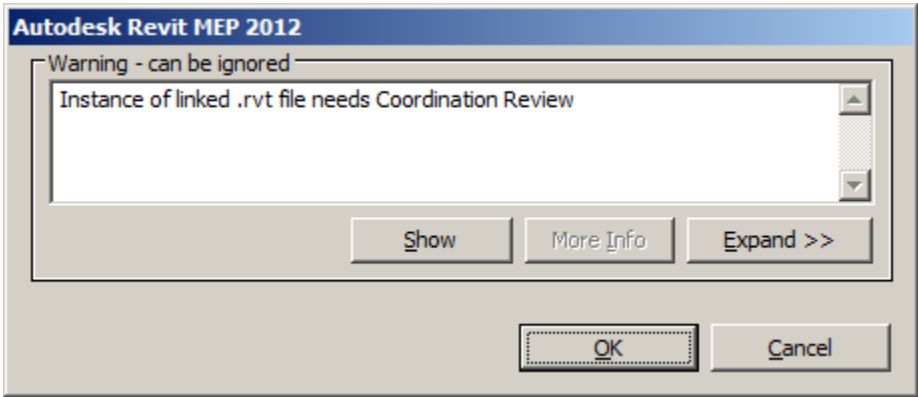 Autodesk Revit MEP 2012
Warning - can be ignored
Instance of linked .rvt file needs Coordination Review
Show More Info Expand >>
OK Cancel